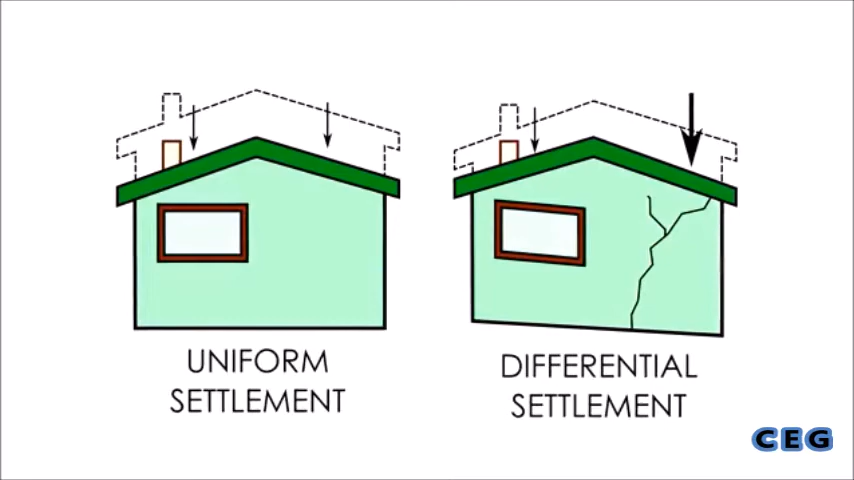 UNIFORM
SETTLEMENT
DIFFERENTIAL
SETTLEMENT
CEG